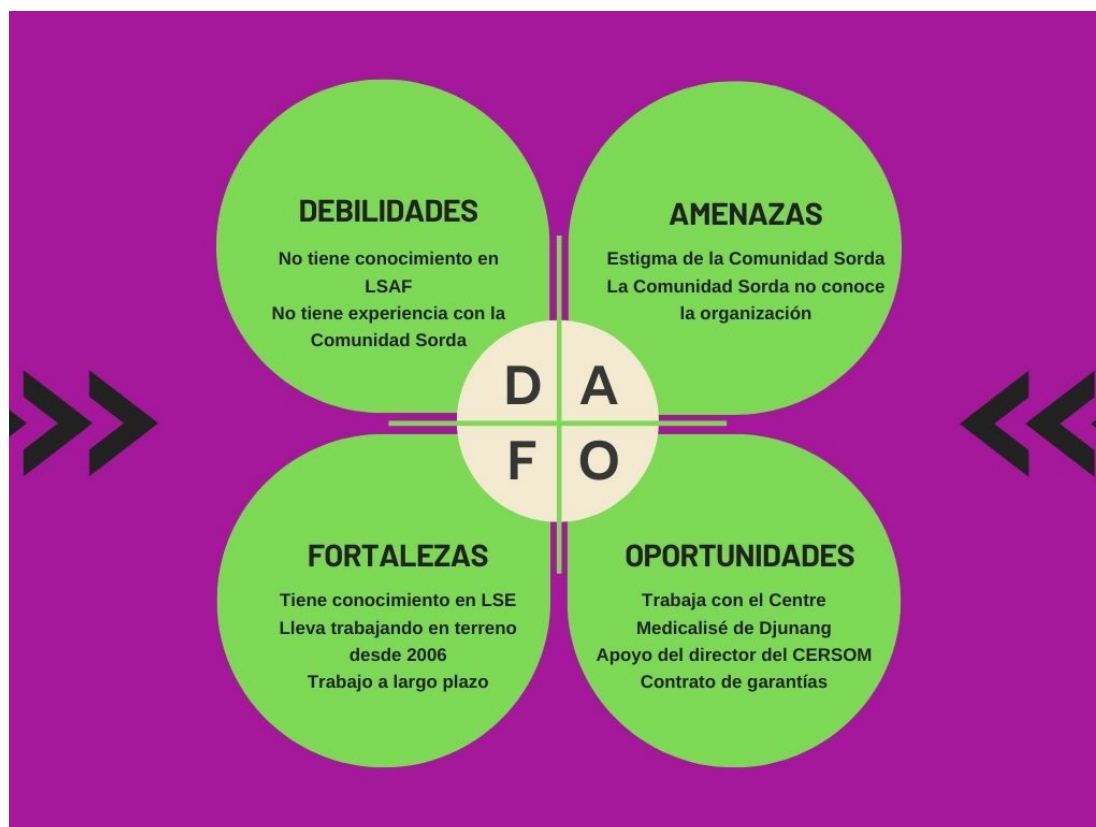 DEBILIDADES
No tiene conocimiento en
LSAF
No tiene experiencia con la
Comunidad Sorda
AMENAZAS
Estigma de la Comunidad Sorda
La Comunidad Sorda no conoce
la organización
D A
F O
FORTALEZAS
Tiene conocimiento en LSE
Lleva trabajando en terreno
desde 2006
Trabajo a largo plazo
OPORTUNIDADES
Trabaja con el Centre
Medicalisé de Djunang
Apoyo del director del CERSOM
Contrato de garantías